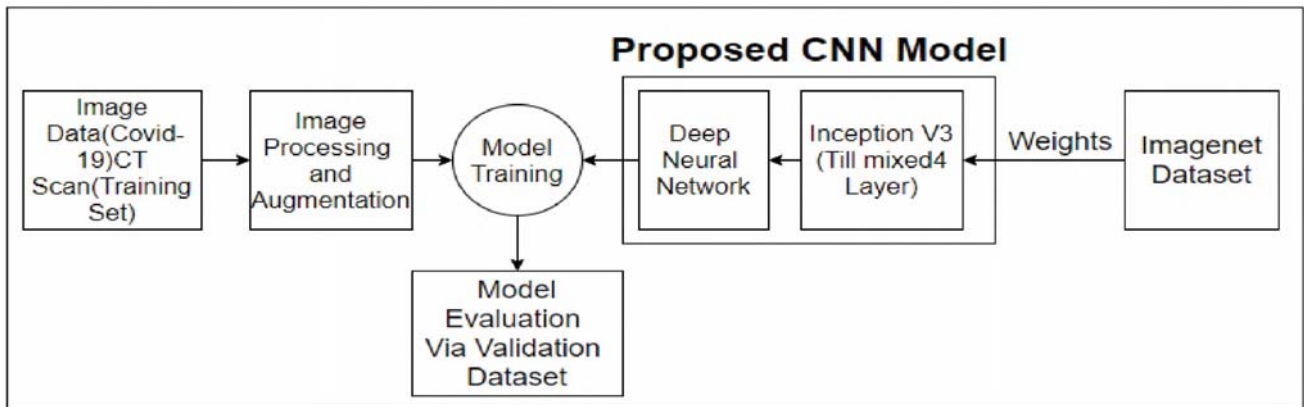 Proposed CNN Model
Image
Data(Covid-
19)CT
Scan(Training
Set)
Image
Processing
and
Augmentation
Model
Training
Deep
Neural
Network
Inception V3
(Till mixed4
Layer)
Weights
Imagenet
Dataset
Model
Evaluation
Via Validation
Dataset